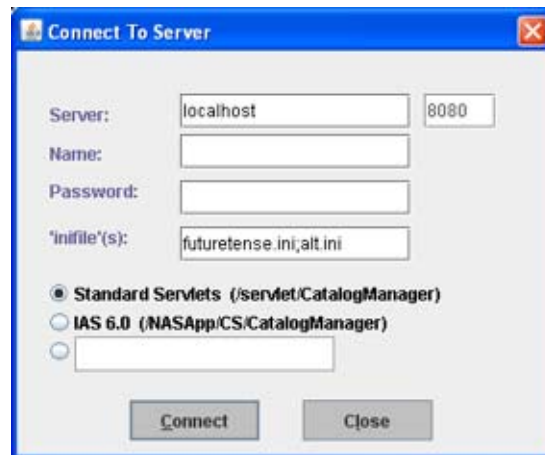 Connect To Server
Server: localhost 8080
Name:
Password:
'inifile'(s): futuretense.ini;alt.ini
Standard Servlets (/servlet/CatalogManager)
IAS 6.0 (/NASApp/CS/CatalogManager)
Connect Close